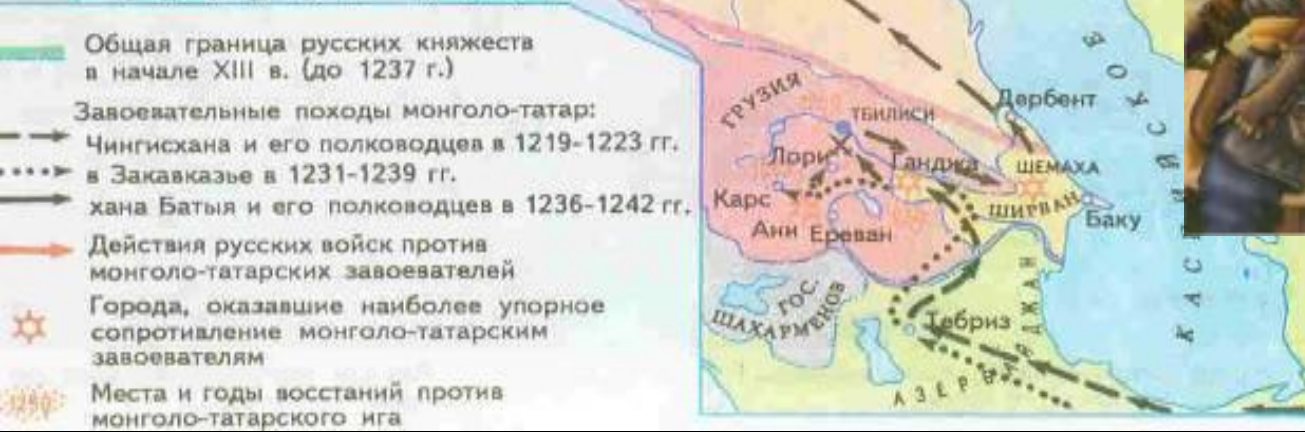 Общая граница русских княжеств
в начале XIII в. (до 1237 г.)
Завоевательные походы монголо-татар:
Чингисхана и его полководцев в 1219-1223 гг.
в Закавказье в 1231-1239 гг.
хана Батыя и его полководцев в 1236-1242 гг.
Действия русских войск против
монголо-татарских завоевателей
Города, оказавшие наиболее упорное
сопротивление монголо-татарским
завоевателям
Места и годы восстаний против
монголо-татарского ига
ГРУЗИЯ
ТБИЛИСИ
Дербент
Лори
Ганджа
ШЕМАХА
Карс
ШИРВАН
Баку
Ани
Ереван
ГОС.
ШАХАРМЕНОВ
Тебриз
АЗЕРБАЙДЖАН